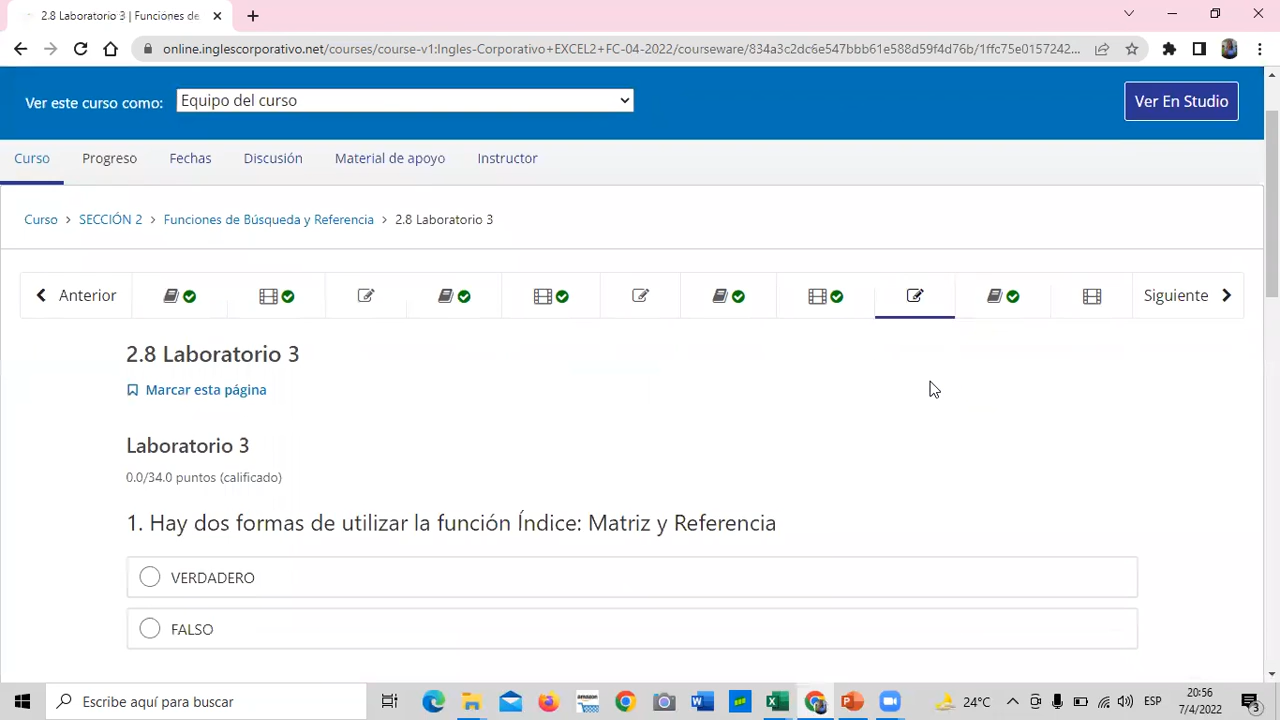 2.8 Laboratorio 3 | Funciones de
online.inglescorporativo.net/courses/course-v1:Ingles-Corporativo+EXCEL2+FC-04-2022/courseware/834a3c2c6e547bbb61e588d59f4d76b/1ffc75e0157242...
Ver este curso como:
Equipo del curso
Ver En Studio
Curso
Progreso
Fechas
Discusión
Material de apoyo
Instructor
Curso > SECCIÓN 2 > Funciones de Búsqueda y Referencia > 2.8 Laboratorio 3
Anterior
Siguiente
2.8 Laboratorio 3
Marcar esta página
Laboratorio 3
0.0/34.0 puntos (calificado)
1. Hay dos formas de utilizar la función Índice: Matriz y Referencia
VERDADERO
FALSO
Escribe aquí para buscar
amazon
24°C
ESP
20:56
7/4/2022
3